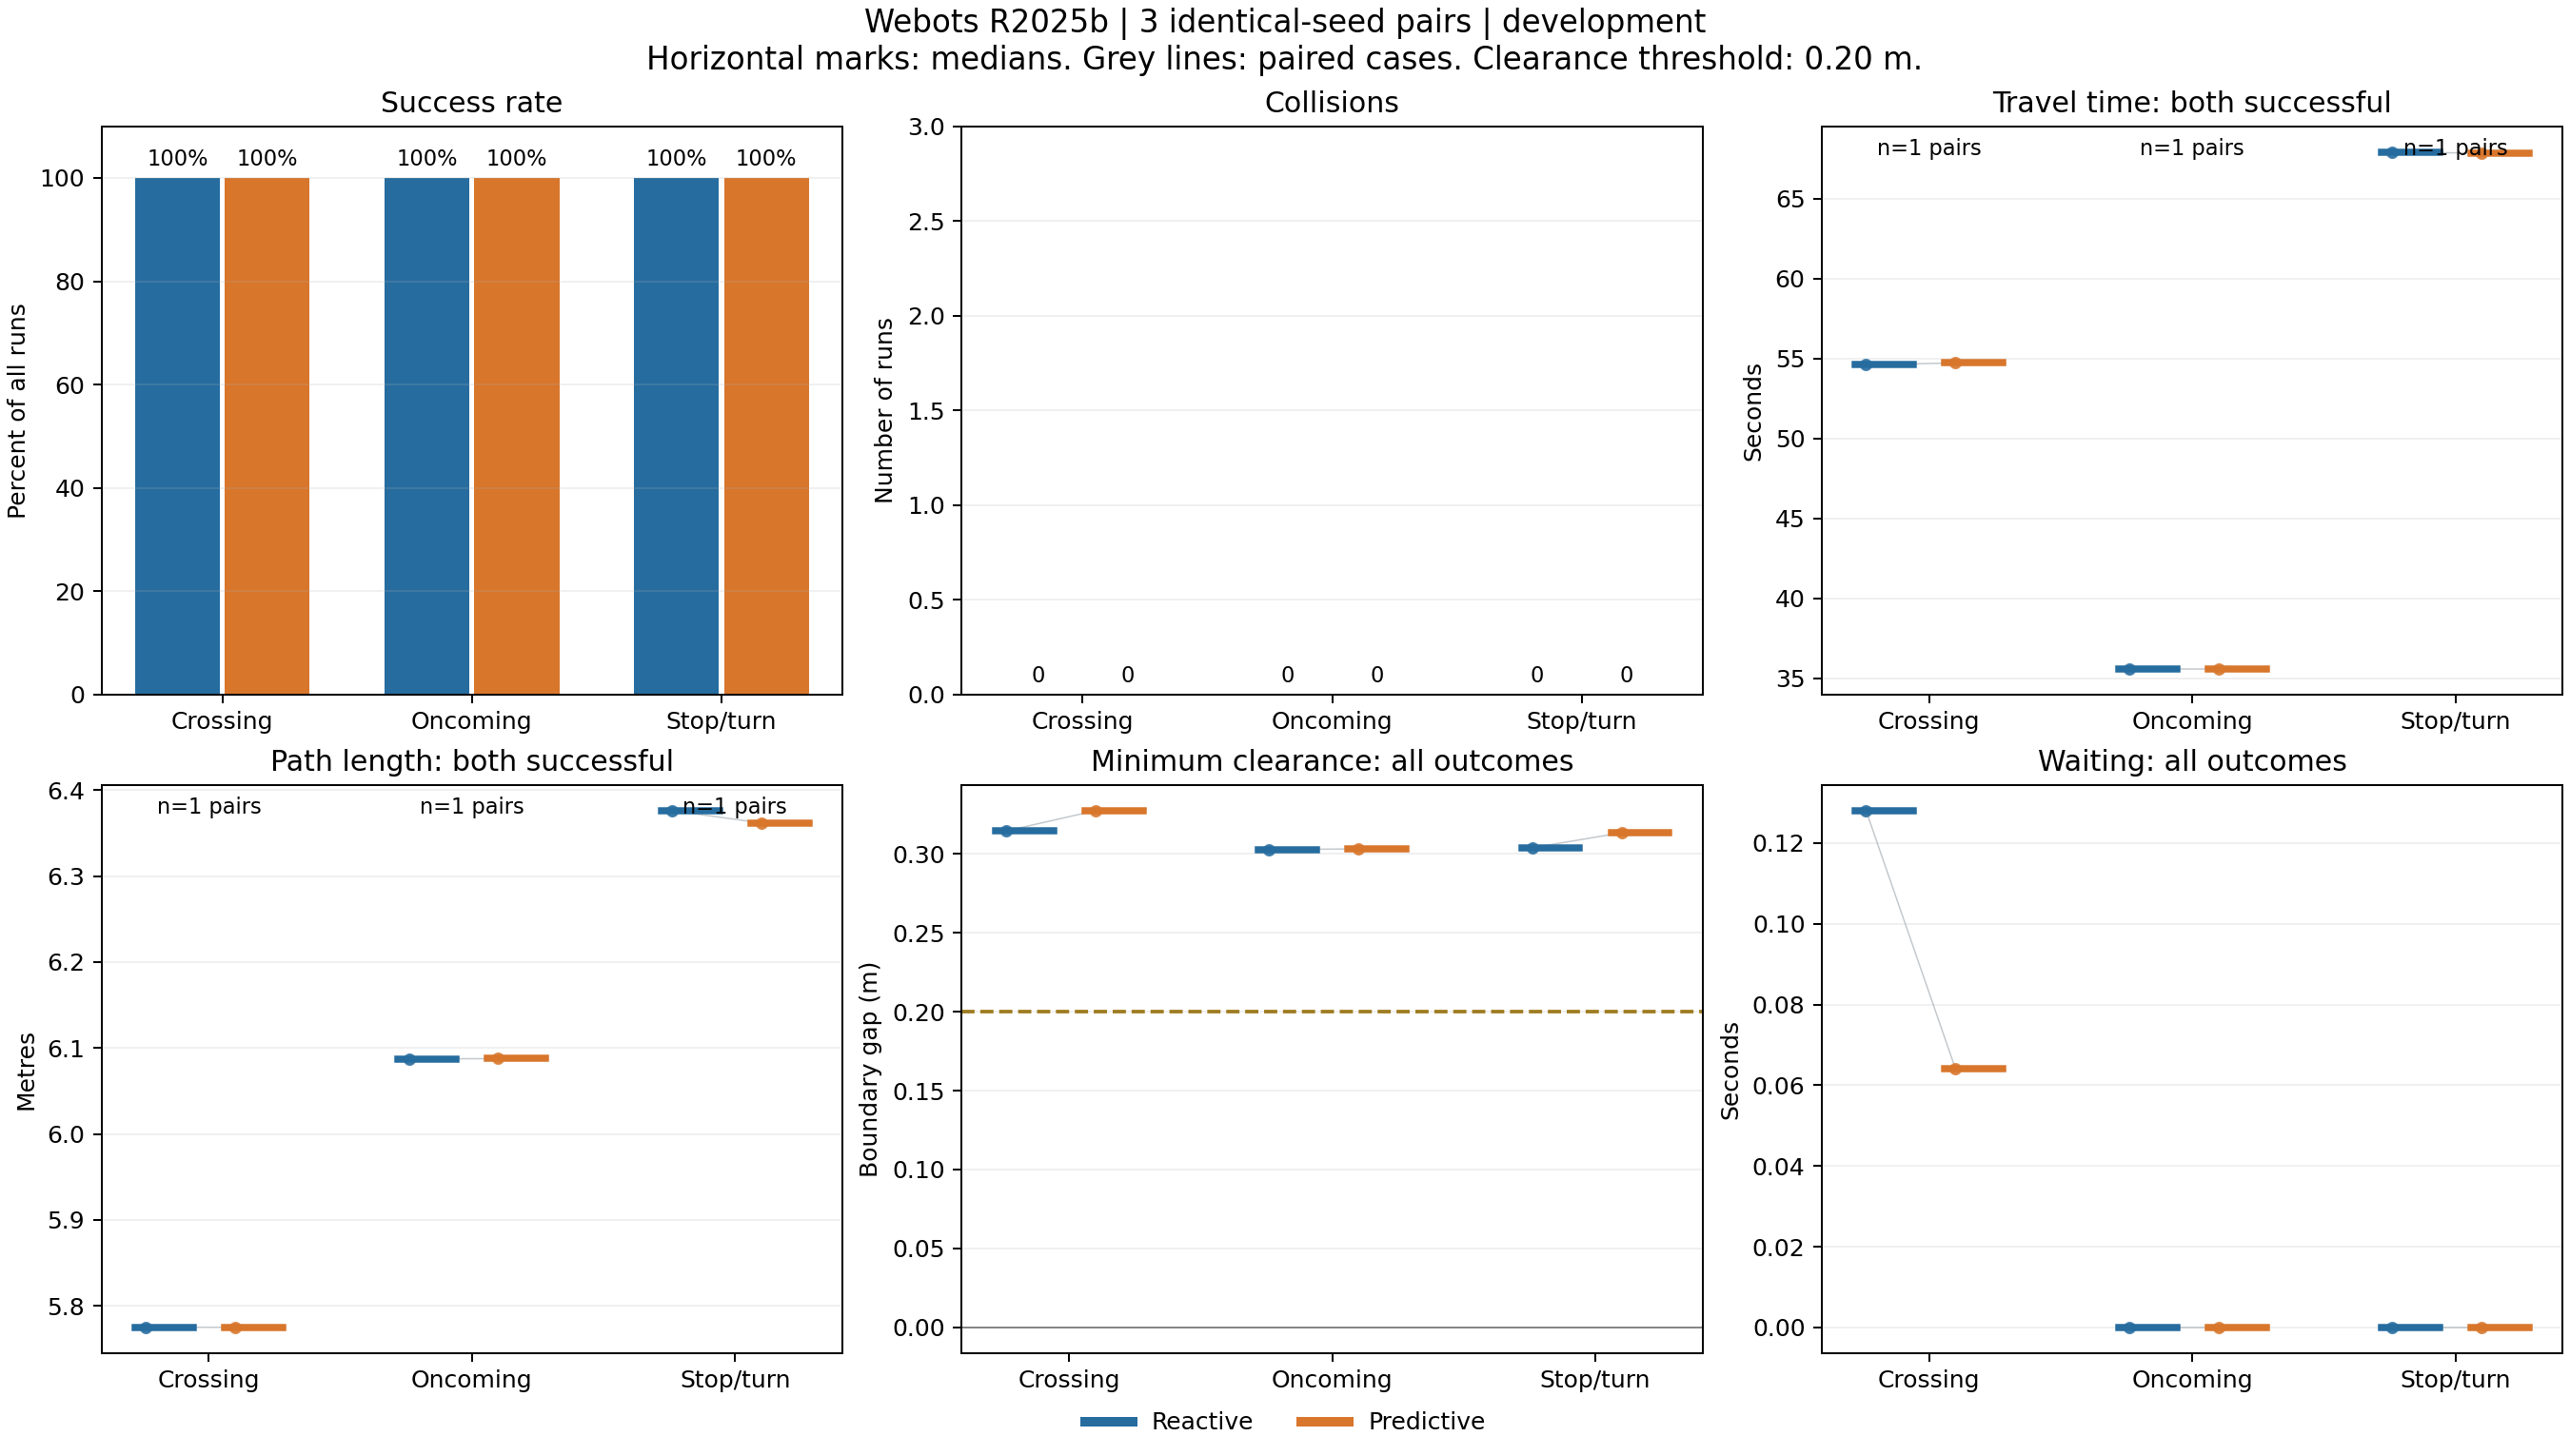 Webots R2025b | 3 identical-seed pairs | development
Horizontal marks: medians. Grey lines: paired cases. Clearance threshold: 0.20 m.
Success rate
Percent of all runs
100
80
60
40
20
0
100% 100% 100% 100% 100% 100%
Crossing Oncoming Stop/turn
Collisions
Number of runs
3.0
2.5
2.0
1.5
1.0
0.5
0.0
0 0 0 0 0 0
Crossing Oncoming Stop/turn
Travel time: both successful
Seconds
65
60
55
50
45
40
35
n=1 pairs n=1 pairs n=1 pairs
Crossing Oncoming Stop/turn
Path length: both successful
Metres
6.4
6.3
6.2
6.1
6.0
5.9
5.8
n=1 pairs n=1 pairs n=1 pairs
Crossing Oncoming Stop/turn
Minimum clearance: all outcomes
Boundary gap (m)
0.30
0.25
0.20
0.15
0.10
0.05
0.00
Crossing Oncoming Stop/turn
Waiting: all outcomes
Seconds
0.12
0.10
0.08
0.06
0.04
0.02
0.00
Crossing Oncoming Stop/turn
Reactive Predictive